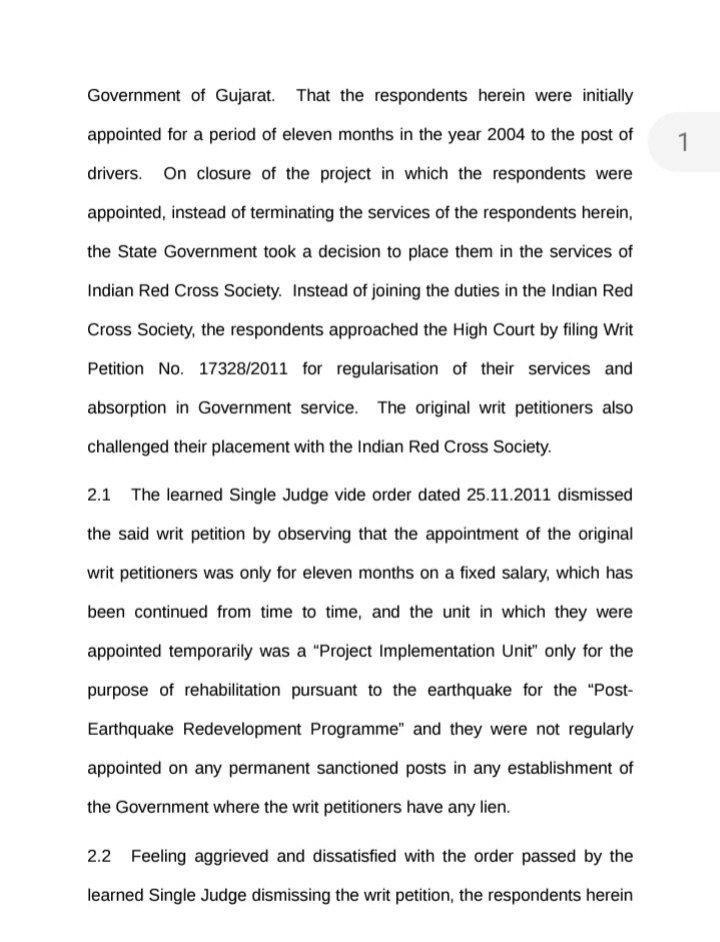 Government of Gujarat. That the respondents herein were initially
appointed for a period of eleven months in the year 2004 to the post of
drivers. On closure of the project in which the respondents were
appointed, instead of terminating the services of the respondents herein,
the State Government took a decision to place them in the services of
Indian Red Cross Society. Instead of joining the duties in the Indian Red
Cross Society, the respondents approached the High Court by filing Writ
Petition No. 17328/2011 for regularisation of their services and
absorption in Government service. The original writ petitioners also
challenged their placement with the Indian Red Cross Society.
2.1 The learned Single Judge vide order dated 25.11.2011 dismissed
the said writ petition by observing that the appointment of the original
writ petitioners was only for eleven months on a fixed salary, which has
been continued from time to time, and the unit in which they were
appointed temporarily was a “Project Implementation Unit” only for the
purpose of rehabilitation pursuant to the earthquake for the “Post-
Earthquake Redevelopment Programme” and they were not regularly
appointed on any permanent sanctioned posts in any establishment of
the Government where the writ petitioners have any lien.
2.2 Feeling aggrieved and dissatisfied with the order passed by the
learned Single Judge dismissing the writ petition, the respondents herein
1